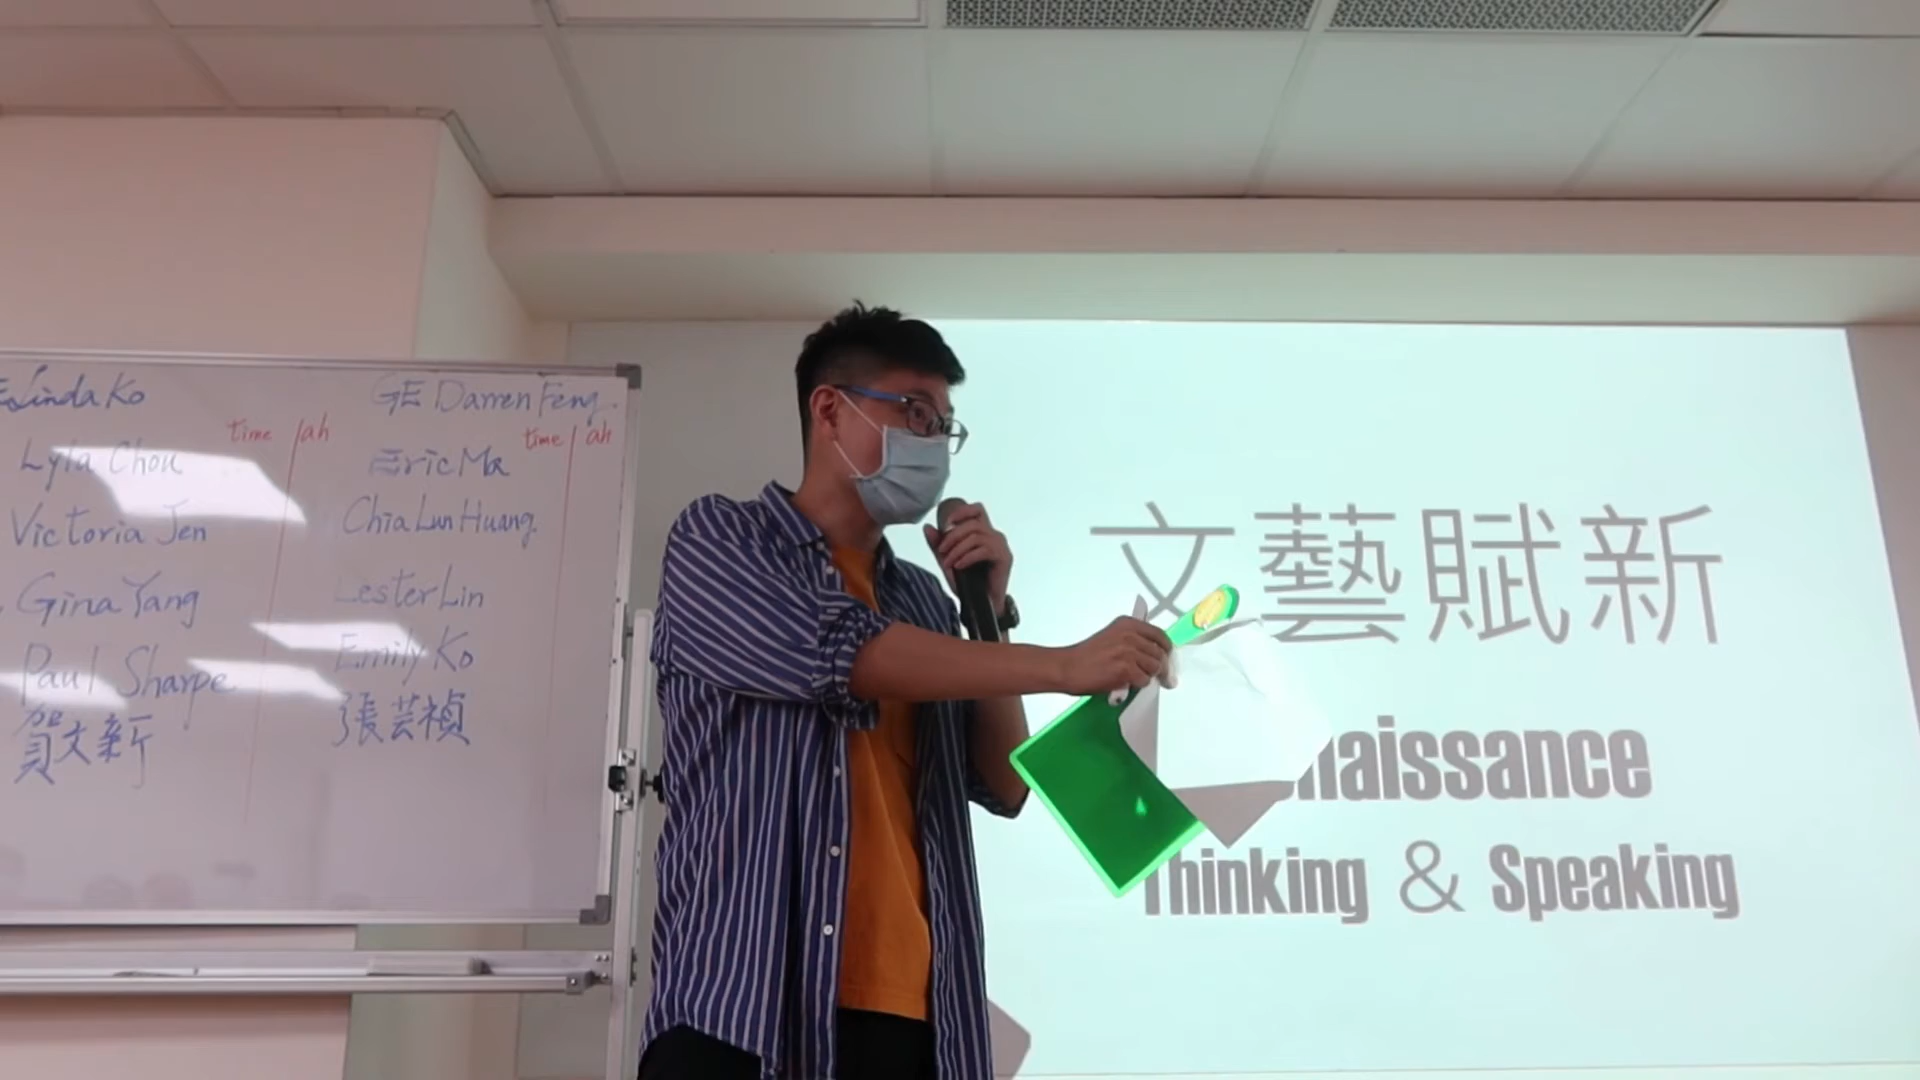 Linda Ko
time | ah
Lyla Chou
Victoria Jen
Gina Yang
Paul Sharpe
賀文新
GE Darren Feng
time | ah
Eric Ma
Chia Lun Huang
Lester Lin
Emily Ko
張芸禎
文藝賦新
naissance
Thinking & Speaking